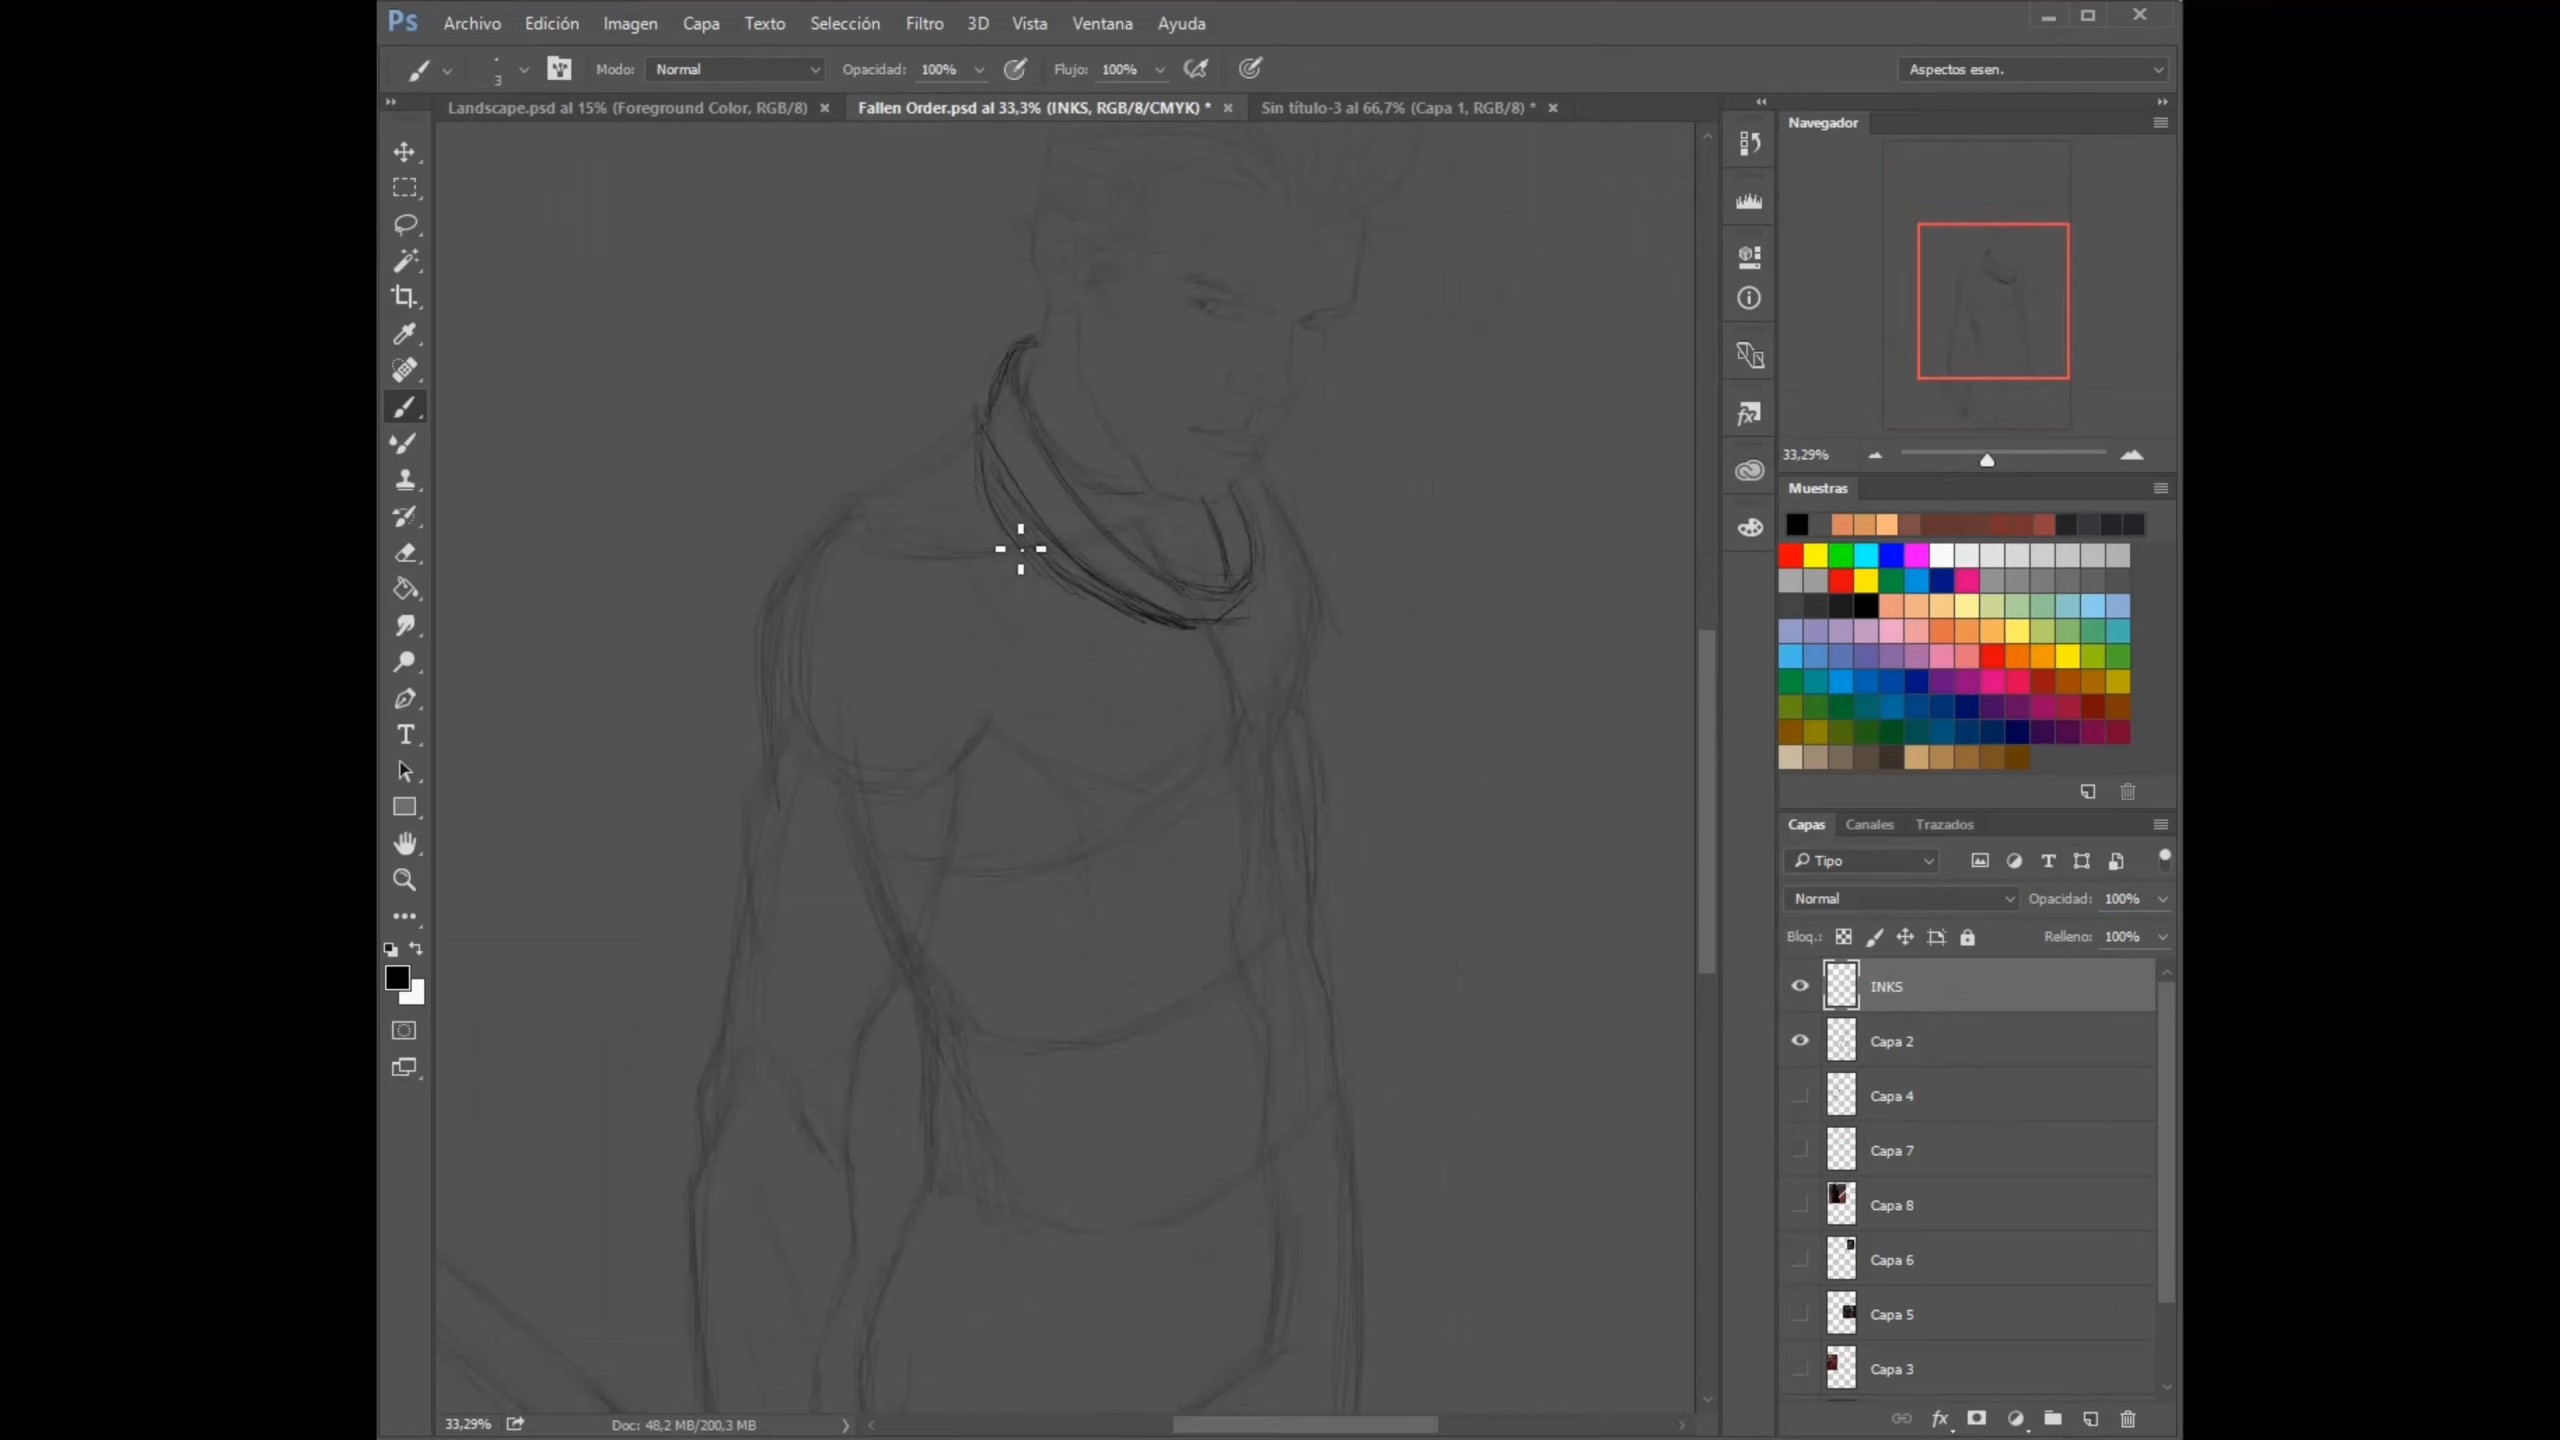 Ps Archivo Edición Imagen Capa Texto Selección Filtro 3D Vista Ventana Ayuda
3 Modo: Normal Opacidad: 100% Flujo: 100% Aspectos esen.
Landscape.psd al 15% (Foreground Color, RGB/8) Fallen Order.psd al 33,3% (INKS, RGB/8/CMYK) * Sin título-3 al 66,7% (Capa 1, RGB/8) *
Navegador
33,29%
Muestras
Capas Canales Trazados
Tipo
Normal Opacidad: 100%
Bloq.: Relleno: 100%
INKS
Capa 2
Capa 4
Capa 7
Capa 8
Capa 6
Capa 5
Capa 3
33,29% Doc: 48,2 MB/200,3 MB